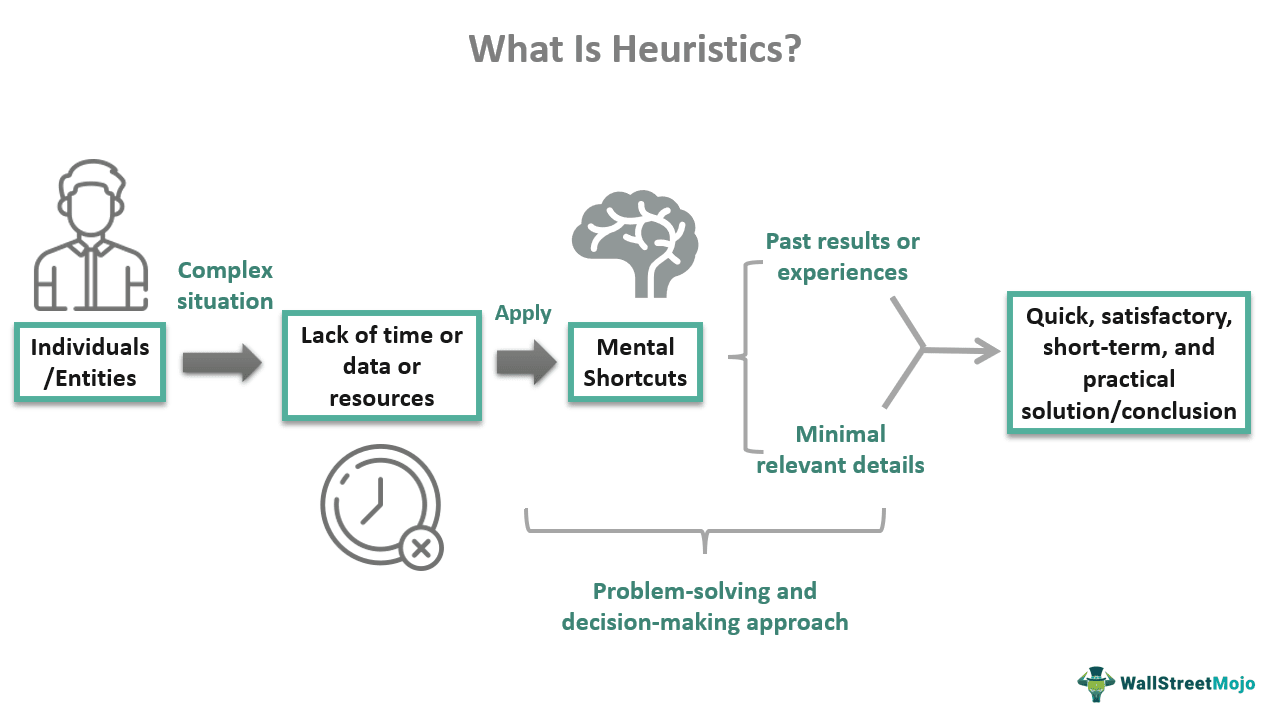 What Is Heuristics?
Complex
situation
Individuals
/Entities
Lack of time or
data or
resources
Apply
Mental
Shortcuts
Past results or
experiences
Minimal
relevant details
Quick, satisfactory,
short-term, and
practical
solution/conclusion
Problem-solving and
decision-making approach
WallStreetMojo